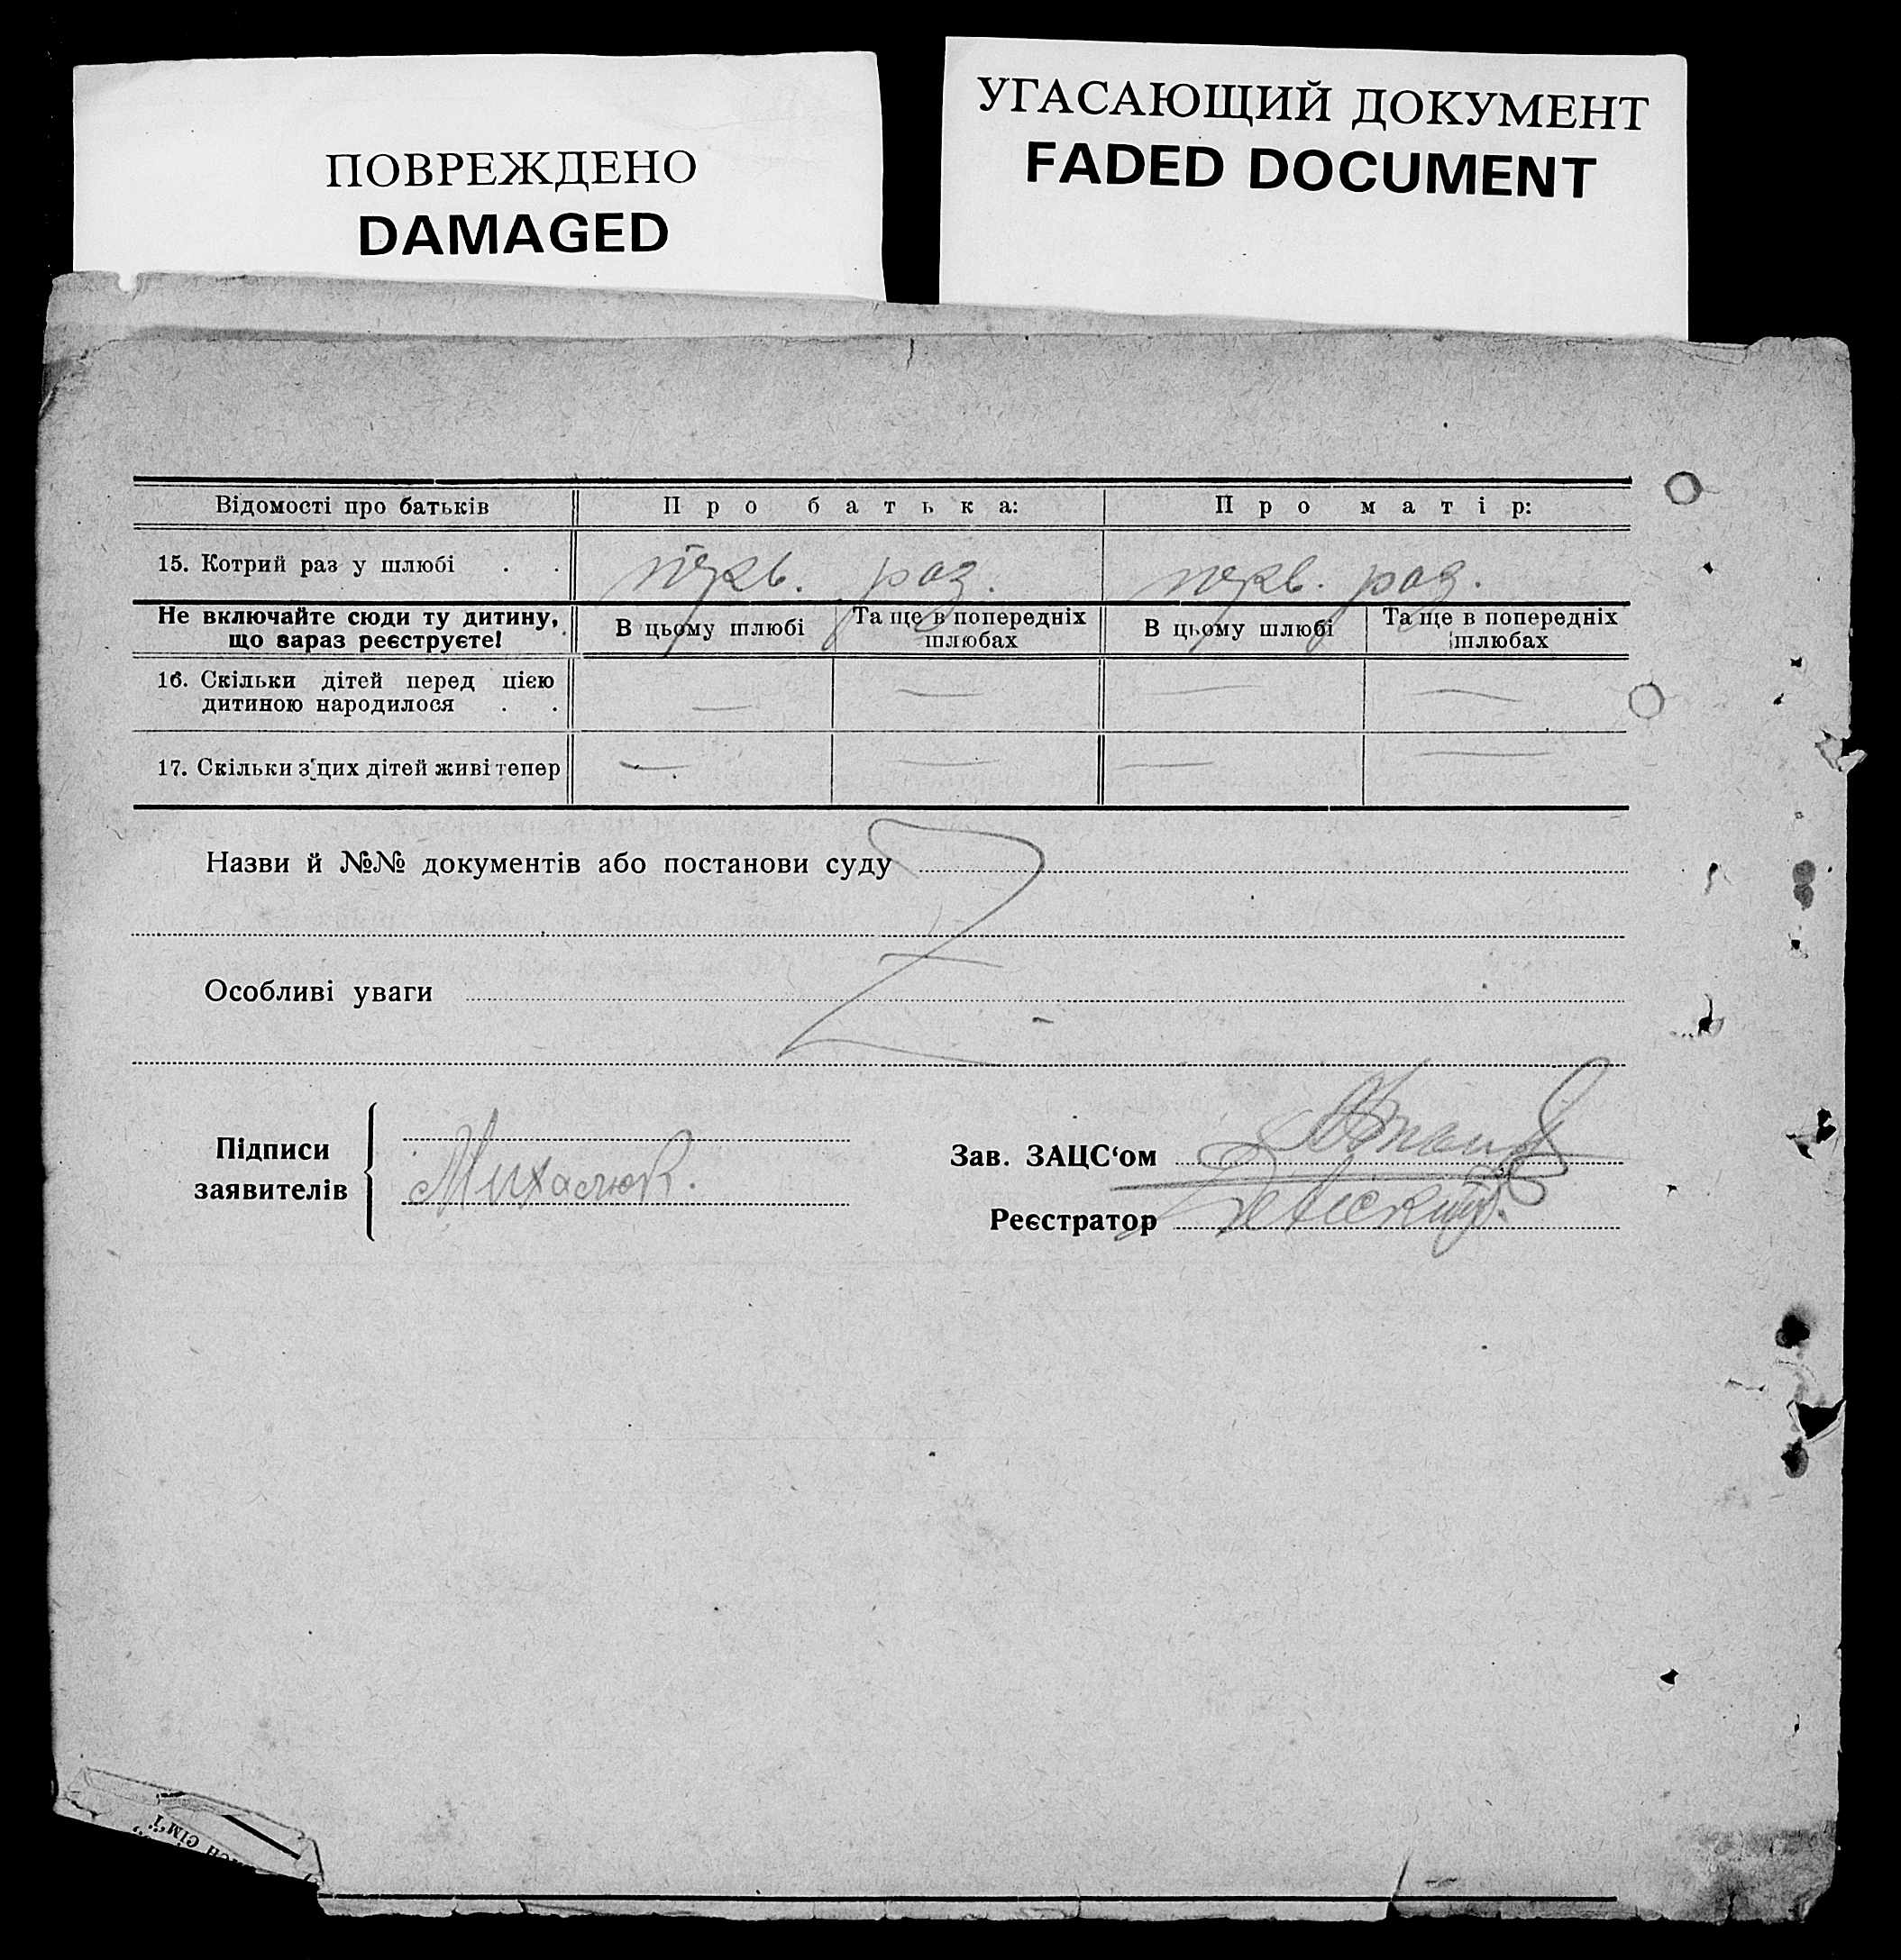 ПОВРЕЖДЕНО
DAMAGED
УГАСАЮЩИЙ ДОКУМЕНТ
FADED DOCUMENT
Відомості про батьків Про батька: Про матір:
15. Котрий раз у шлюбі . . перв. раз. перв. раз.
Не включайте сюди ту дитину, що зараз реєструєте! В цьому шлюбі Та ще в попередніх шлюбах В цьому шлюбі Та ще в попередніх шлюбах
16. Скільки дітей перед цією
дитиною народилося . . — — — —
17. Скільки з цих дітей живі тепер — — — —
Назви й №№ документів або постанови суду
Особливі уваги
Підписи
заявителів
Михалюк.
Зав. ЗАЦС‘ом
Реєстратор
сім'ї